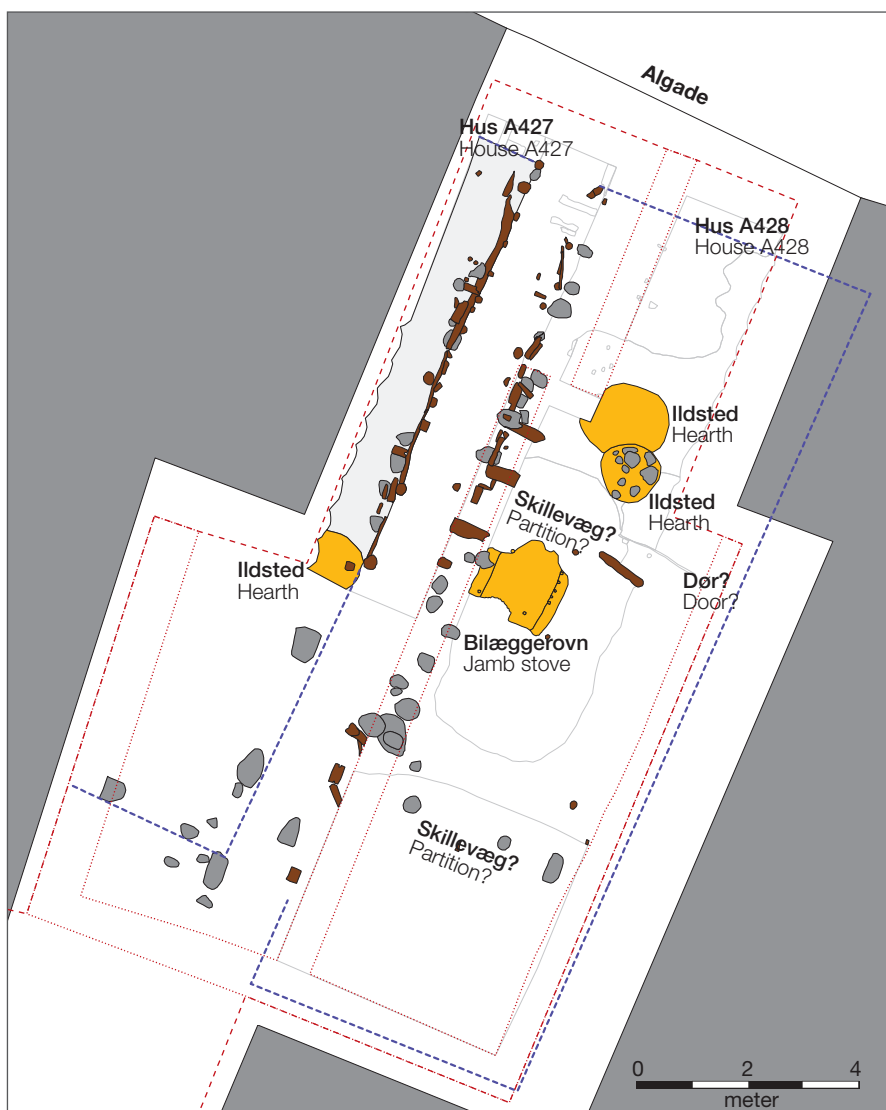 Algade
Hus A427
House A427
Hus A428
House A428
Ildsted
Hearth
Ildsted
Hearth
Skillevæg?
Partition?
Ildsted
Hearth
Dør?
Door?
Bilæggerovn
Jamb stove
Skillevæg?
Partition?
0 2 4
meter